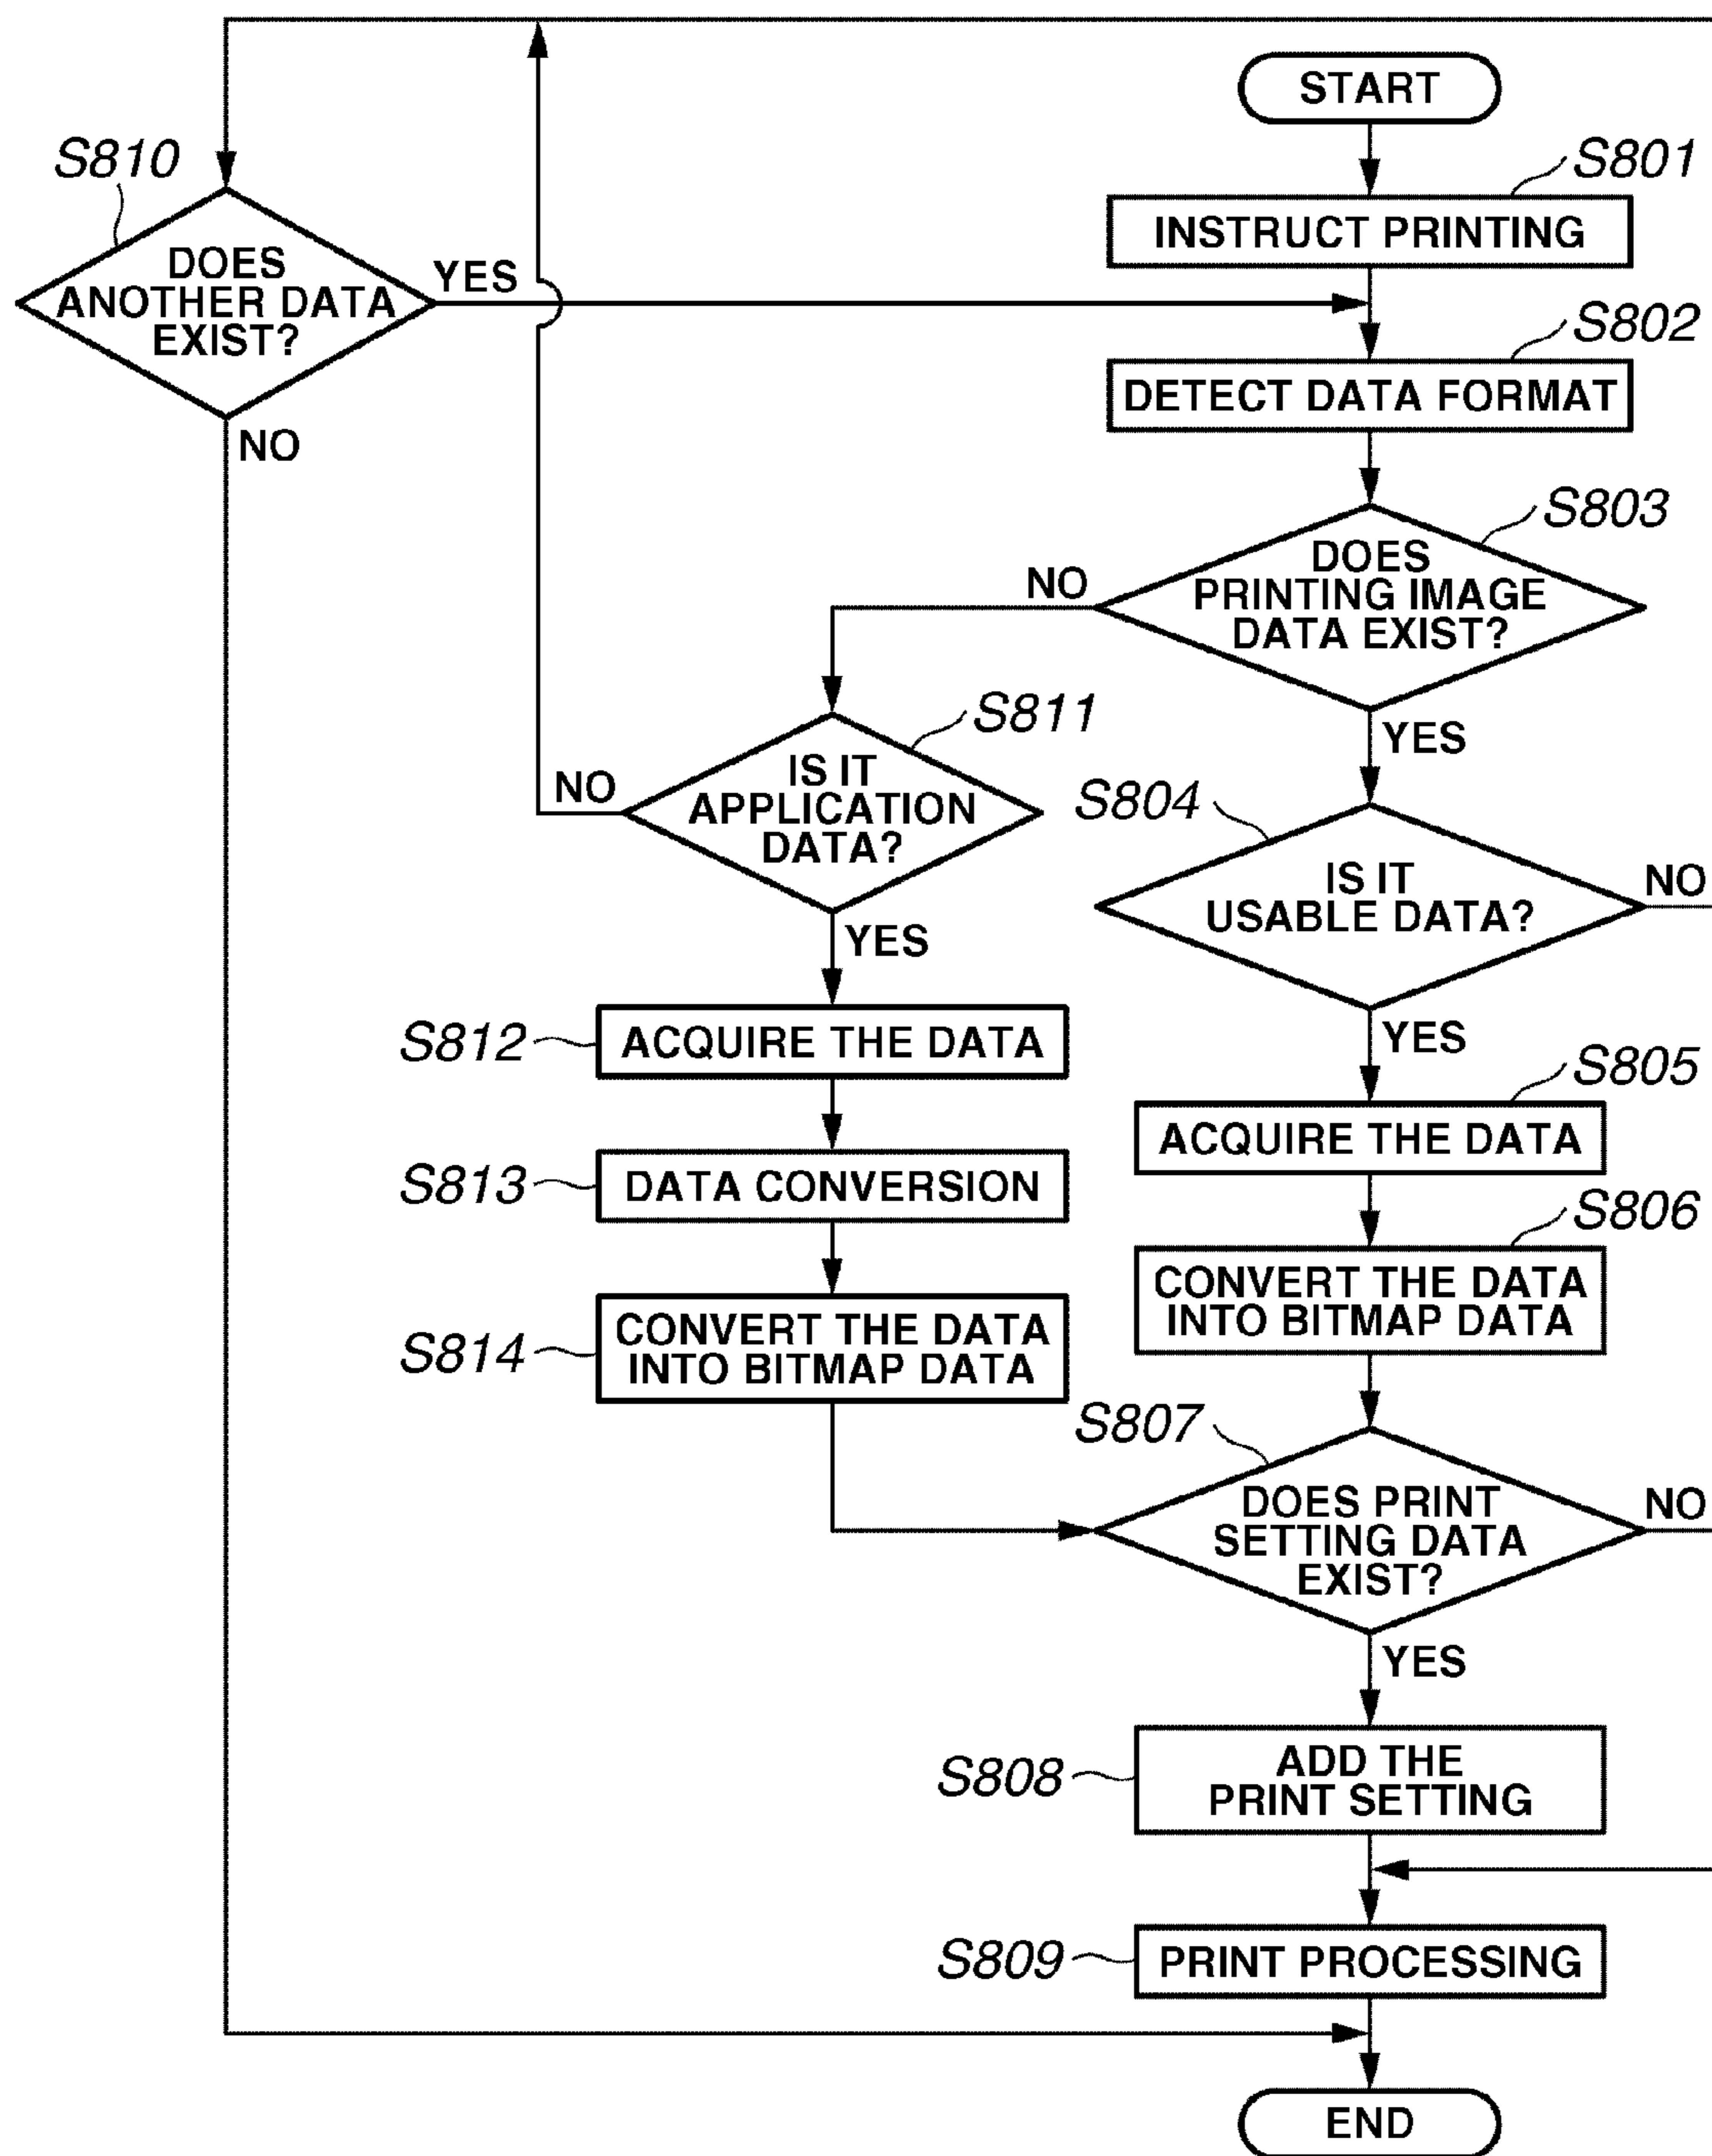 START
S801
INSTRUCT PRINTING
S810
DOES
ANOTHER DATA
EXIST?
YES
NO
S802
DETECT DATA FORMAT
S803
DOES
PRINTING IMAGE
DATA EXIST?
NO
YES
S811
IS IT
APPLICATION
DATA?
NO
YES
S804
IS IT
USABLE DATA?
NO
YES
S812
ACQUIRE THE DATA
S805
ACQUIRE THE DATA
S813
DATA CONVERSION
S806
CONVERT THE DATA
INTO BITMAP DATA
S814
CONVERT THE DATA
INTO BITMAP DATA
S807
DOES PRINT
SETTING DATA
EXIST?
NO
YES
S808
ADD THE
PRINT SETTING
S809
PRINT PROCESSING
END